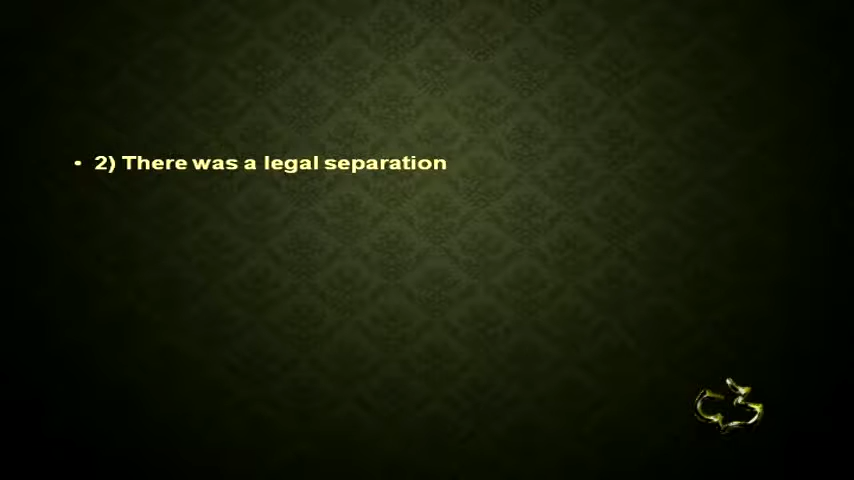 • 2) There was a legal separation